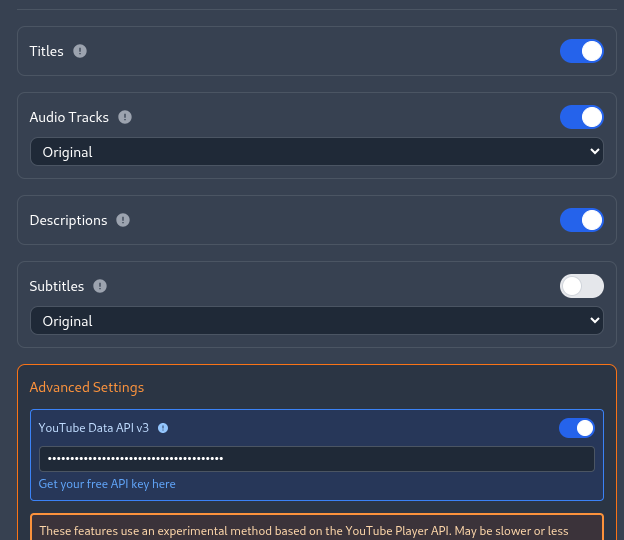 Titles
Audio Tracks
Original
Descriptions
Subtitles
Original
Advanced Settings
YouTube Data API v3
•••••••••••••••••••••••••••••••••••••••
Get your free API key here
These features use an experimental method based on the YouTube Player API. May be slower or less